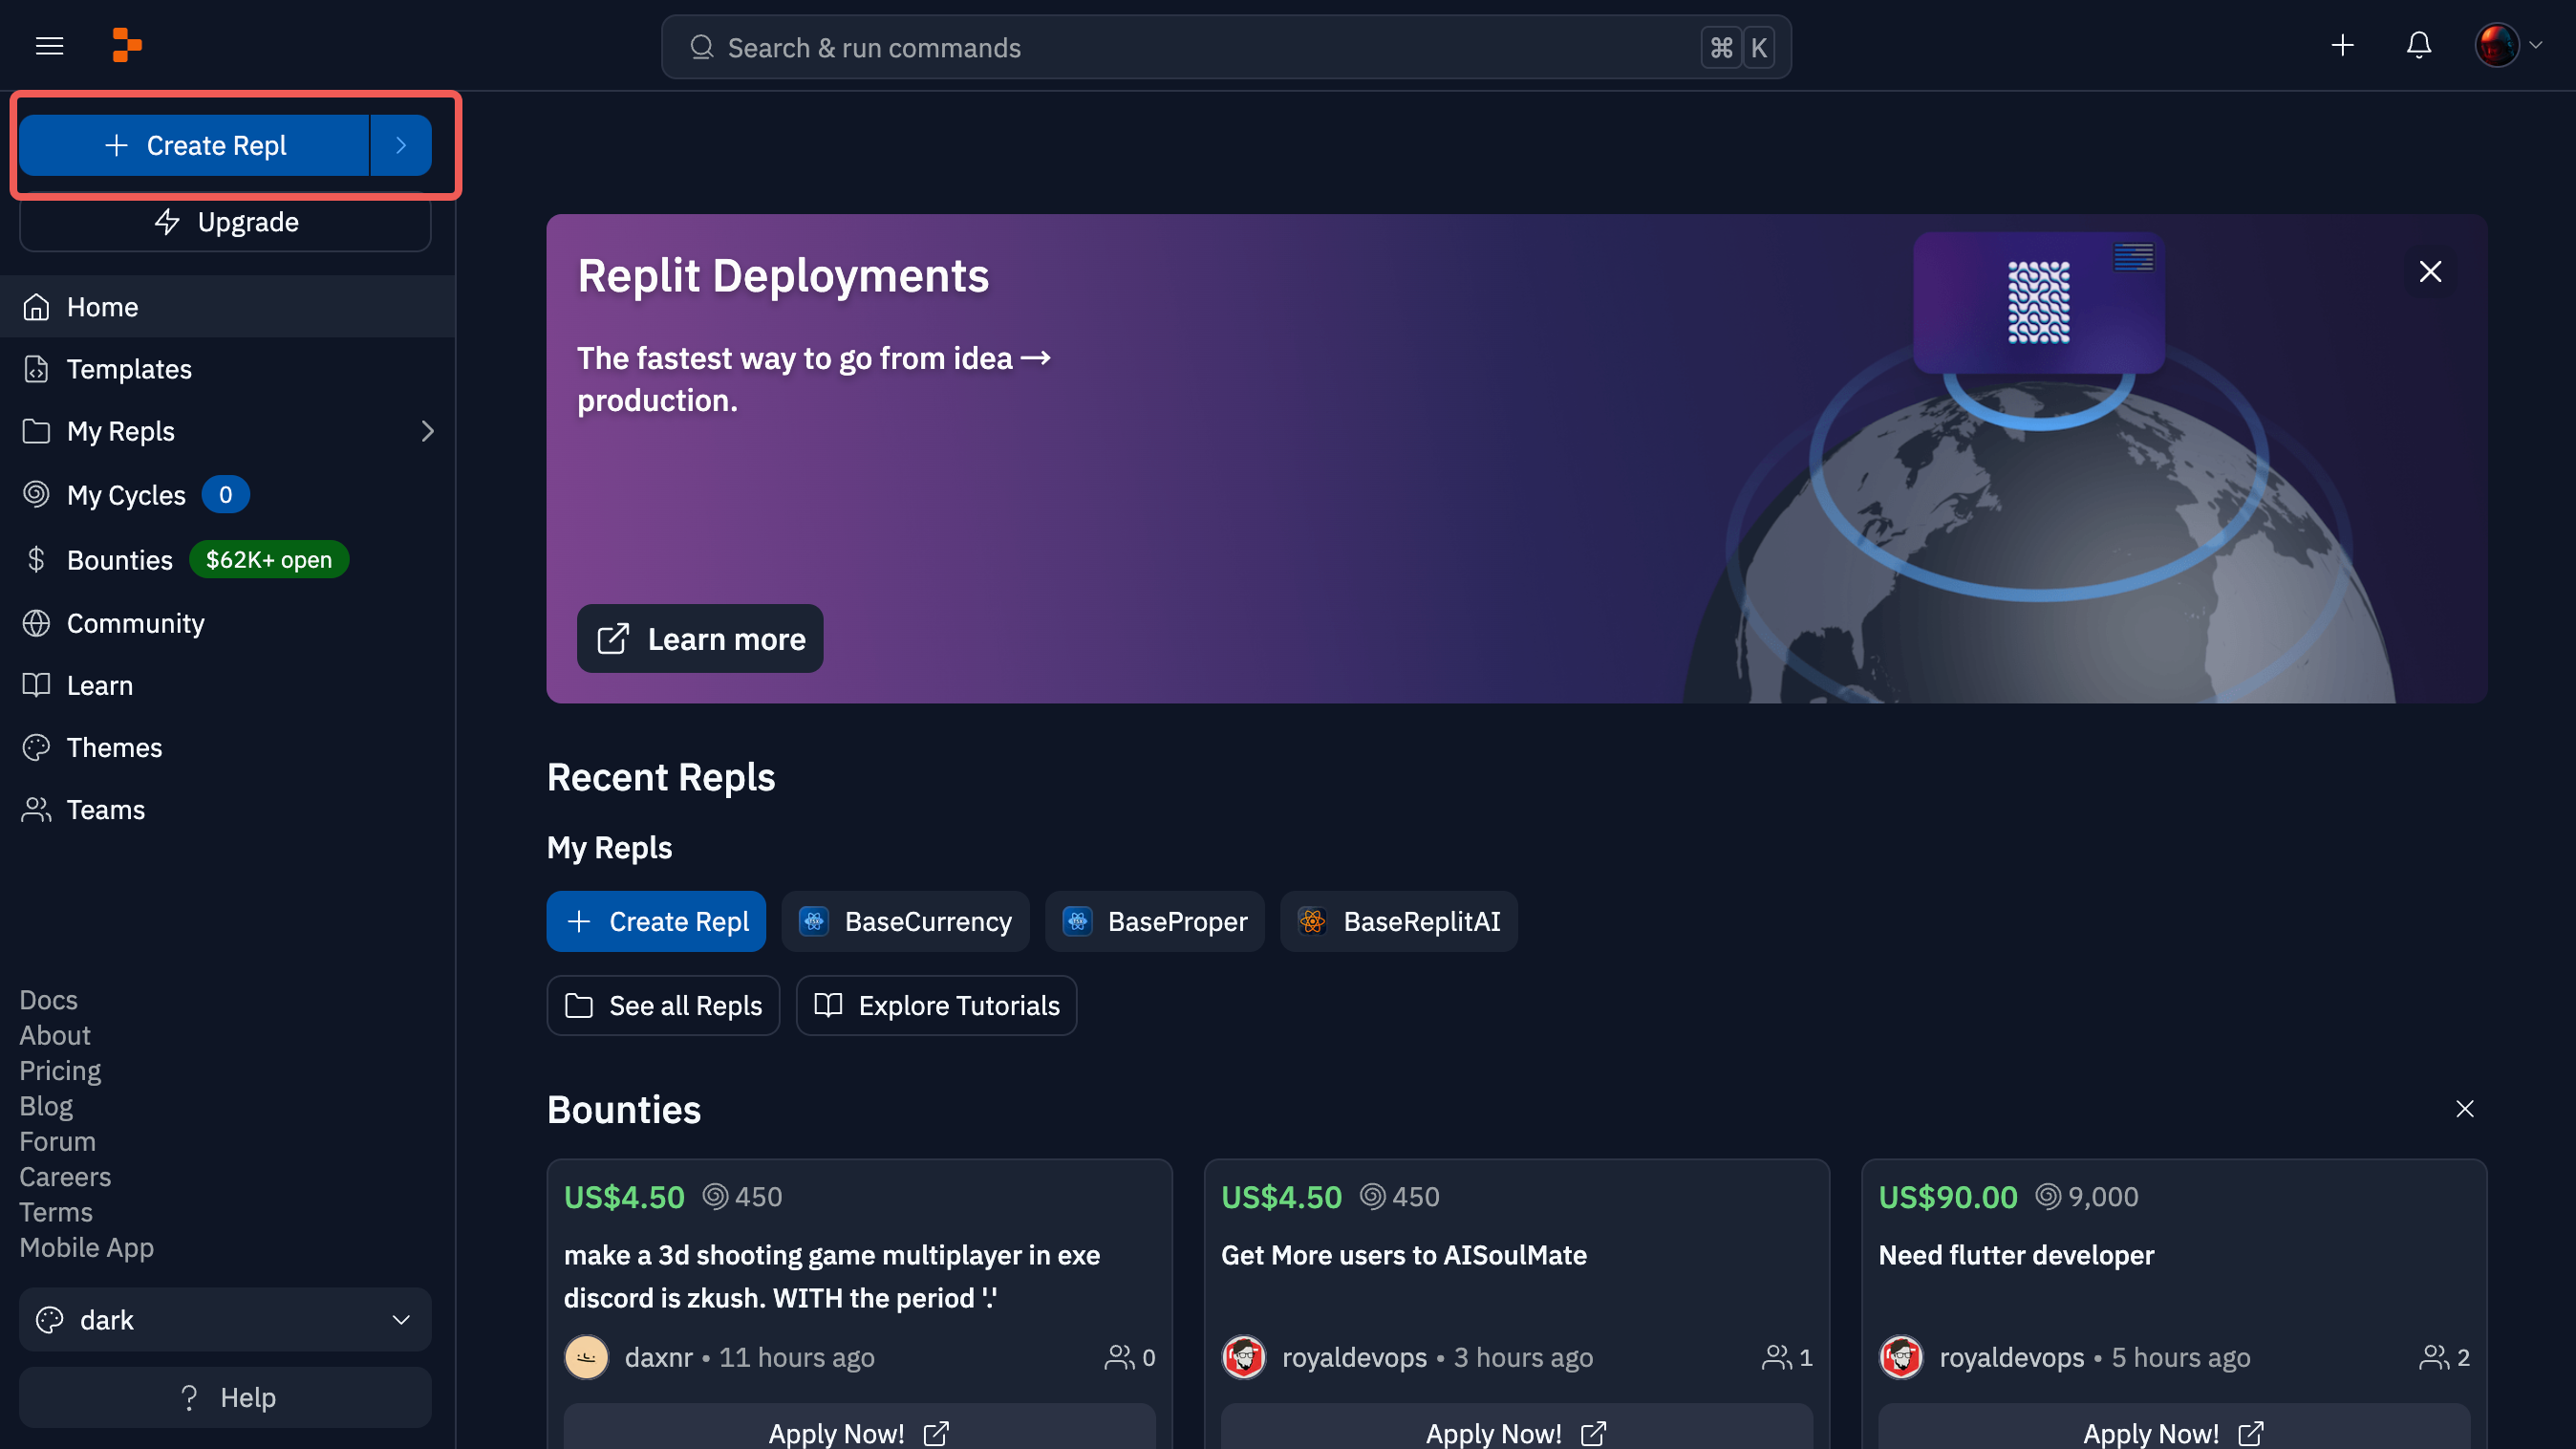 Search & run commands
⌘ K
+ Create Repl
Upgrade
Home
Templates
My Repls
My Cycles 0
Bounties $62K+ open
Community
Learn
Themes
Teams
Docs
About
Pricing
Blog
Forum
Careers
Terms
Mobile App
dark
? Help
Replit Deployments
The fastest way to go from idea →
production.
Learn more
Recent Repls
My Repls
+ Create Repl BaseCurrency BaseProper BaseReplitAI
See all Repls Explore Tutorials
Bounties
US$4.50 450
make a 3d shooting game multiplayer in exe
discord is zkush. WITH the period '.'
daxnr • 11 hours ago 0
Apply Now!
US$4.50 450
Get More users to AISoulMate
royaldevops • 3 hours ago 1
Apply Now!
US$90.00 9,000
Need flutter developer
royaldevops • 5 hours ago 2
Apply Now!